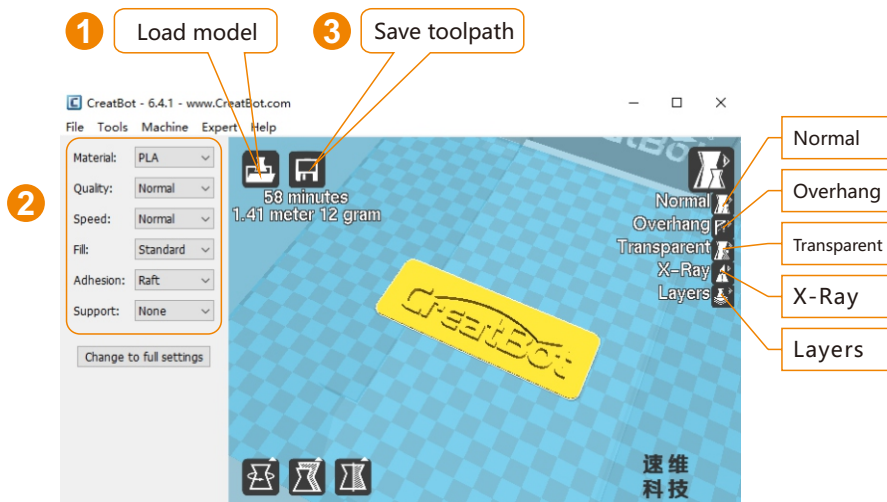 1 Load model
3 Save toolpath
CreatBot - 6.4.1 - www.CreatBot.com
File Tools Machine Expert Help
2
Material: PLA
Quality: Normal
Speed: Normal
Fill: Standard
Adhesion: Raft
Support: None
Change to full settings
58 minutes
1.41 meter 12 gram
Normal
Overhang
Transparent
X-Ray
Layers
CreatBot
速维
科技
Normal
Overhang
Transparent
X-Ray
Layers